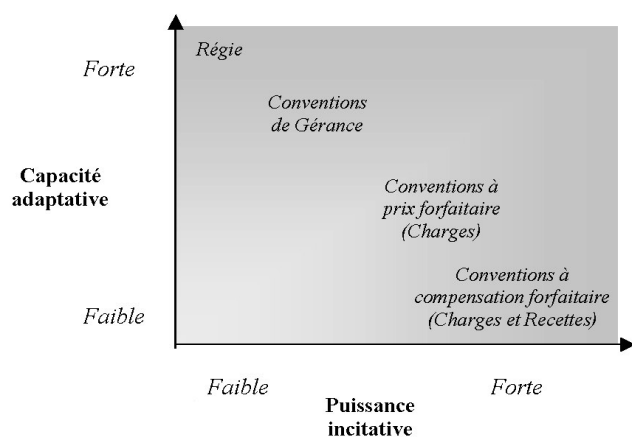 Forte
Régie
Conventions
de Gérance
Capacité
adaptative
Conventions à
prix forfaitaire
(Charges)
Conventions à
compensation forfaitaire
(Charges et Recettes)
Faible
Faible
Forte
Puissance
incitative